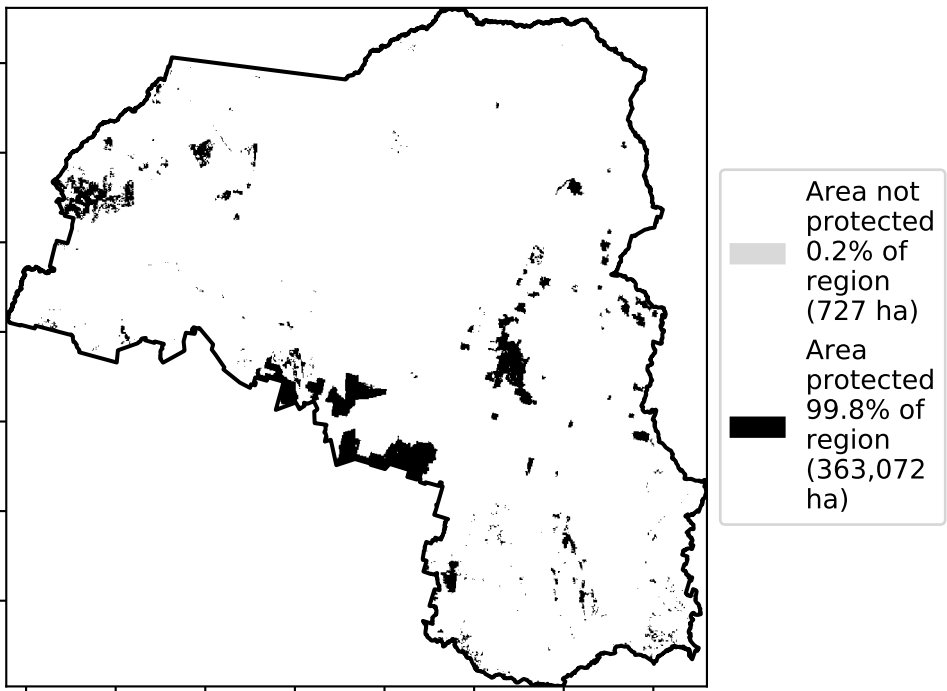 Area not
protected
0.2% of
region
(727 ha)
Area
protected
99.8% of
region
(363,072
ha)